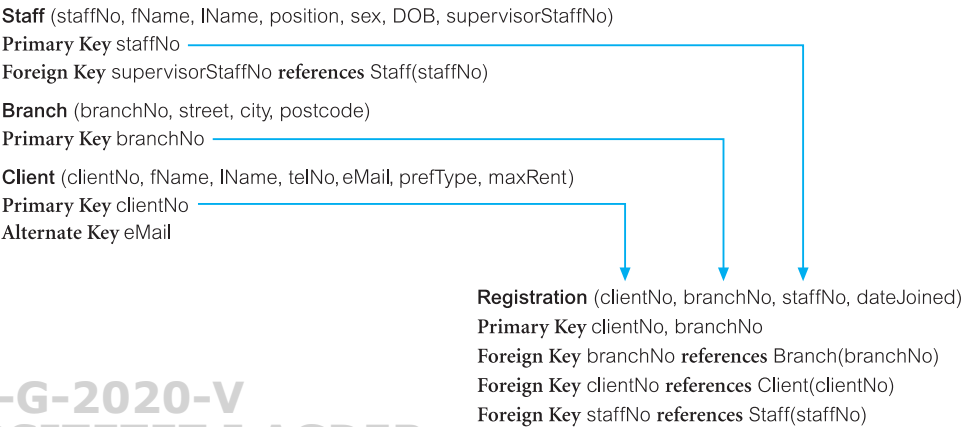 Staff (staffNo, fName, lName, position, sex, DOB, supervisorStaffNo)
Primary Key staffNo
Foreign Key supervisorStaffNo references Staff(staffNo)
Branch (branchNo, street, city, postcode)
Primary Key branchNo
Client (clientNo, fName, lName, telNo, eMail, prefType, maxRent)
Primary Key clientNo
Alternate Key eMail
Registration (clientNo, branchNo, staffNo, dateJoined)
Primary Key clientNo, branchNo
Foreign Key branchNo references Branch(branchNo)
Foreign Key clientNo references Client(clientNo)
Foreign Key staffNo references Staff(staffNo)
-G-2020-V